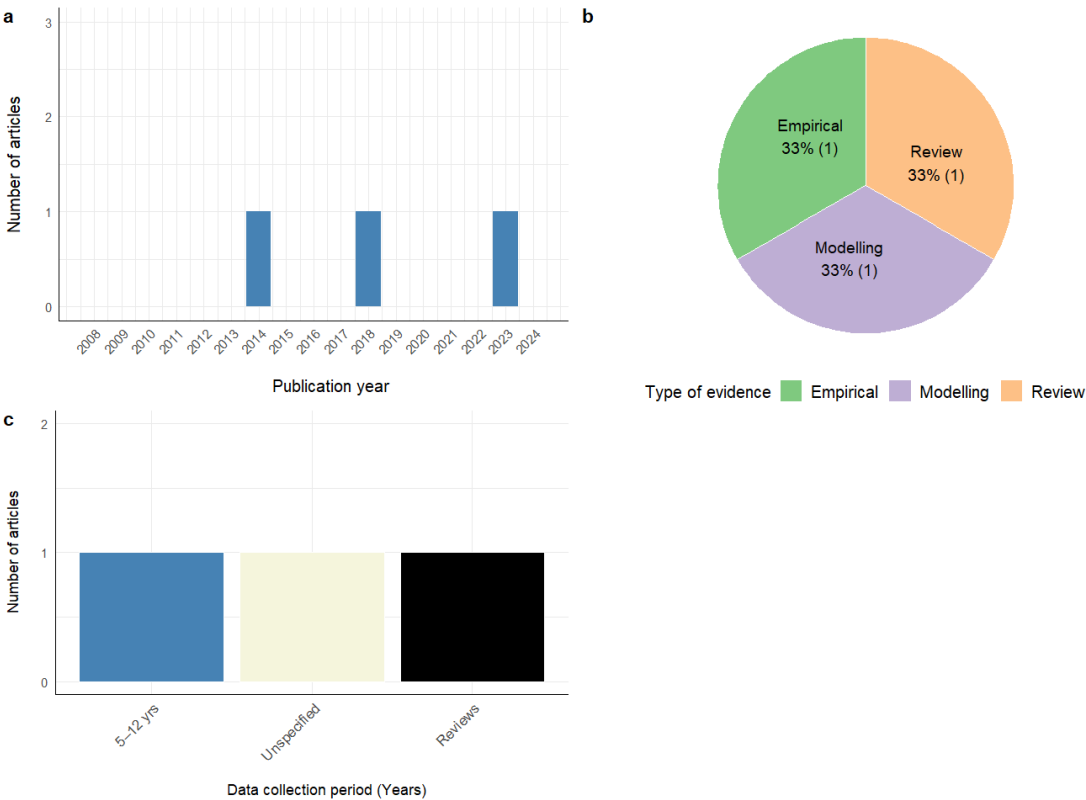 a
3
2
1
0
Number of articles
2008
2009
2010
2011
2012
2013
2014
2015
2016
2017
2018
2019
2020
2021
2022
2023
2024
Publication year
b
Empirical
33% (1)
Review
33% (1)
Modelling
33% (1)
Type of evidence Empirical Modelling Review
c
2
1
0
Number of articles
5–12 yrs
Unspecified
Reviews
Data collection period (Years)